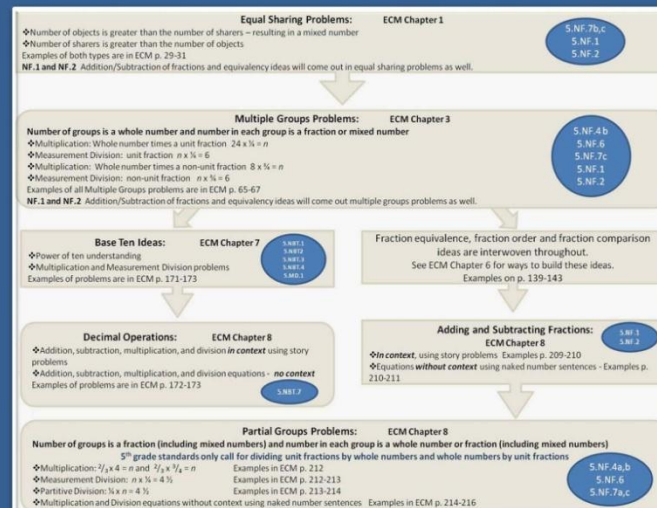 Equal Sharing Problems: ECM Chapter 1
❖Number of objects is greater than the number of sharers – resulting in a mixed number
❖Number of sharers is greater than the number of objects
Examples of both types are in ECM p. 29-31
NF.1 and NF.2 Addition/Subtraction of fractions and equivalency ideas will come out in equal sharing problems as well.
5.NF.7b,c
5.NF.1
5.NF.2
Multiple Groups Problems: ECM Chapter 3
Number of groups is a whole number and number in each group is a fraction or mixed number
❖Multiplication: Whole number times a unit fraction 24 x ¼ = n
❖Measurement Division: unit fraction n x ¼ = 6
❖Multiplication: Whole number times a non-unit fraction 8 x ¾ = n
❖Measurement Division: non-unit fraction n x ¾ = 6
Examples of all Multiple Groups problems are in ECM p. 65-67
NF.1 and NF.2 Addition/Subtraction of fractions and equivalency ideas will come out multiple groups problems as well.
5.NF.4b
5.NF.6
5.NF.7c
5.NF.1
5.NF.2
Base Ten Ideas: ECM Chapter 7
❖Power of ten understanding
❖Multiplication and Measurement Division problems
Examples of problems are in ECM p. 171-173
5.NBT.1
5.NBT2
5.NBT.3
5.NBT.4
5.MD.1
Fraction equivalence, fraction order and fraction comparison
ideas are interwoven throughout.
See ECM Chapter 6 for ways to build these ideas.
Examples on p. 139-143
Decimal Operations: ECM Chapter 8
❖Addition, subtraction, multiplication, and division in context using story
problems
❖Addition, subtraction, multiplication, and division equations - no context
Examples of problems are in ECM p. 172-173
5.NBT.7
Adding and Subtracting Fractions:
ECM Chapter 8
❖In context, using story problems Examples p. 209-210
❖Equations without context using naked number sentences - Examples p.
210-211
5.NF.1
5.NF.2
Partial Groups Problems: ECM Chapter 8
Number of groups is a fraction (including mixed numbers) and number in each group is a whole number or fraction (including mixed numbers)
5th grade standards only call for dividing unit fractions by whole numbers and whole numbers by unit fractions
❖Multiplication: ²/₃ x 4 = n and ²/₃ x ³/₄ = n Examples in ECM p. 212
❖Measurement Division: n x ¼ = 4 ½ Examples in ECM p. 212-213
❖Partitive Division: ¼ x n = 4 ½ Examples in ECM p. 213-214
❖Multiplication and Division equations without context using naked number sentences Examples in ECM p. 214-216
5.NF.4a,b
5.NF.6
5.NF.7a,c